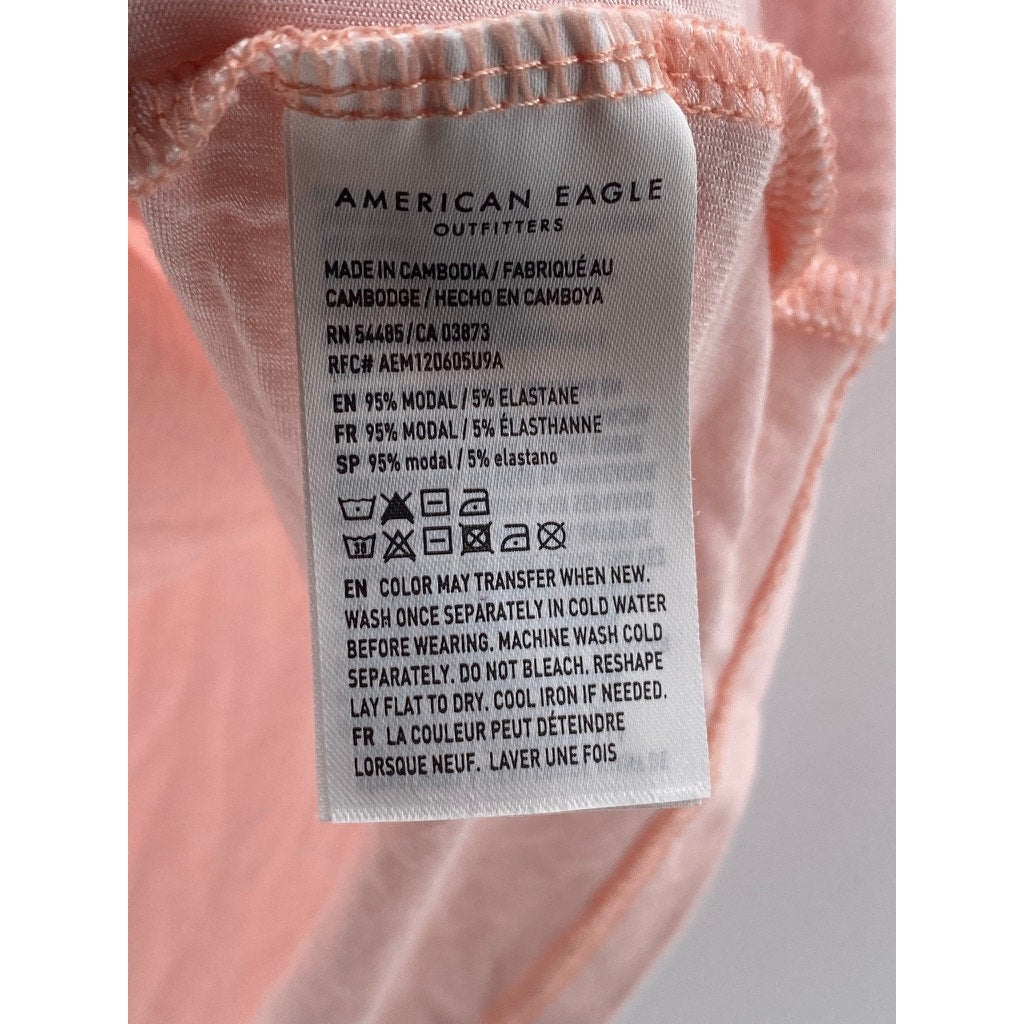 AMERICAN EAGLE
OUTFITTERS
MADE IN CAMBODIA / FABRIQUÉ AU
CAMBODGE / HECHO EN CAMBOYA
RN 54485 / CA 03873
RFC# AEM120605U9A
EN 95% MODAL / 5% ELASTANE
FR 95% MODAL / 5% ÉLASTHANNE
SP 95% modal / 5% elastano
30
EN COLOR MAY TRANSFER WHEN NEW.
WASH ONCE SEPARATELY IN COLD WATER
BEFORE WEARING. MACHINE WASH COLD
SEPARATELY. DO NOT BLEACH. RESHAPE
LAY FLAT TO DRY. COOL IRON IF NEEDED.
FR LA COULEUR PEUT DÉTEINDRE
LORSQUE NEUF. LAVER UNE FOIS